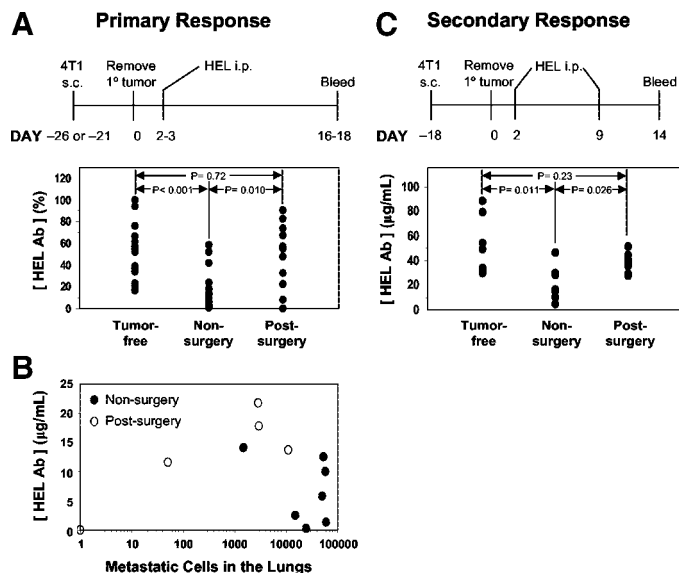 A
Primary Response
4T1
s.c.
Remove
1º tumor
HEL i.p.
Bleed
DAY –26 or –21 0 2-3 16-18
[ HEL Ab ] (%)
120
100
80
60
40
20
0
P= 0.72
P< 0.001
P= 0.010
Tumor-
free
Non-
surgery
Post-
surgery
B
[ HEL Ab ] (µg/mL)
25
20
15
10
5
0
Non-surgery
Post-surgery
1 10 100 1000 10000 100000
Metastatic Cells in the Lungs
C
Secondary Response
4T1
s.c.
Remove
1º tumor
HEL i.p.
Bleed
DAY –18 0 2 9 14
[ HEL Ab ] (µg/mL)
100
80
60
40
20
0
P= 0.23
P= 0.011
P= 0.026
Tumor-
free
Non-
surgery
Post-
surgery